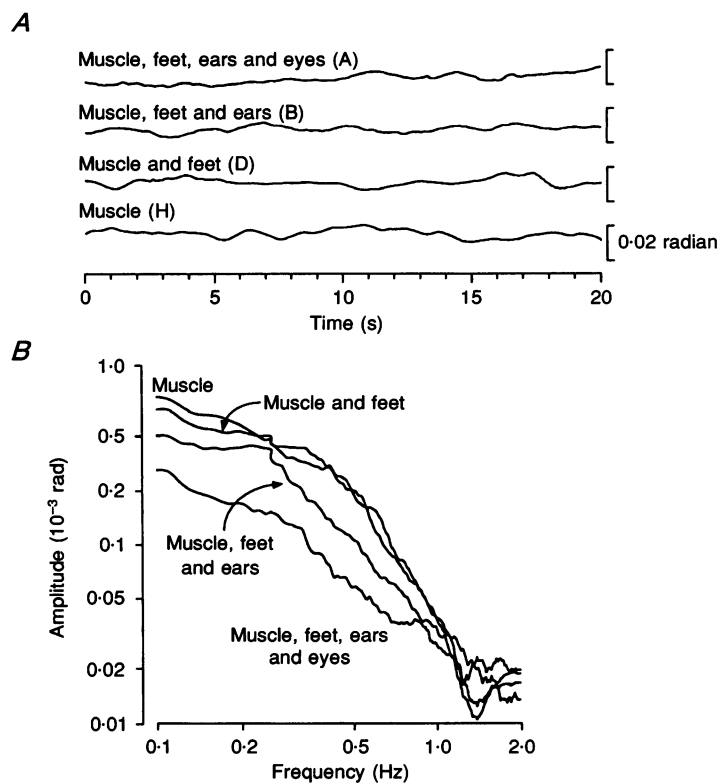 A
Muscle, feet, ears and eyes (A)
Muscle, feet and ears (B)
Muscle and feet (D)
Muscle (H)
0·02 radian
0 5 10 15 20
Time (s)
B
1·0
0·5
0·2
0·1
0·05
0·02
0·01
Amplitude (10⁻³ rad)
Muscle
Muscle and feet
Muscle, feet
and ears
Muscle, feet, ears
and eyes
0·1 0·2 0·5 1·0 2·0
Frequency (Hz)